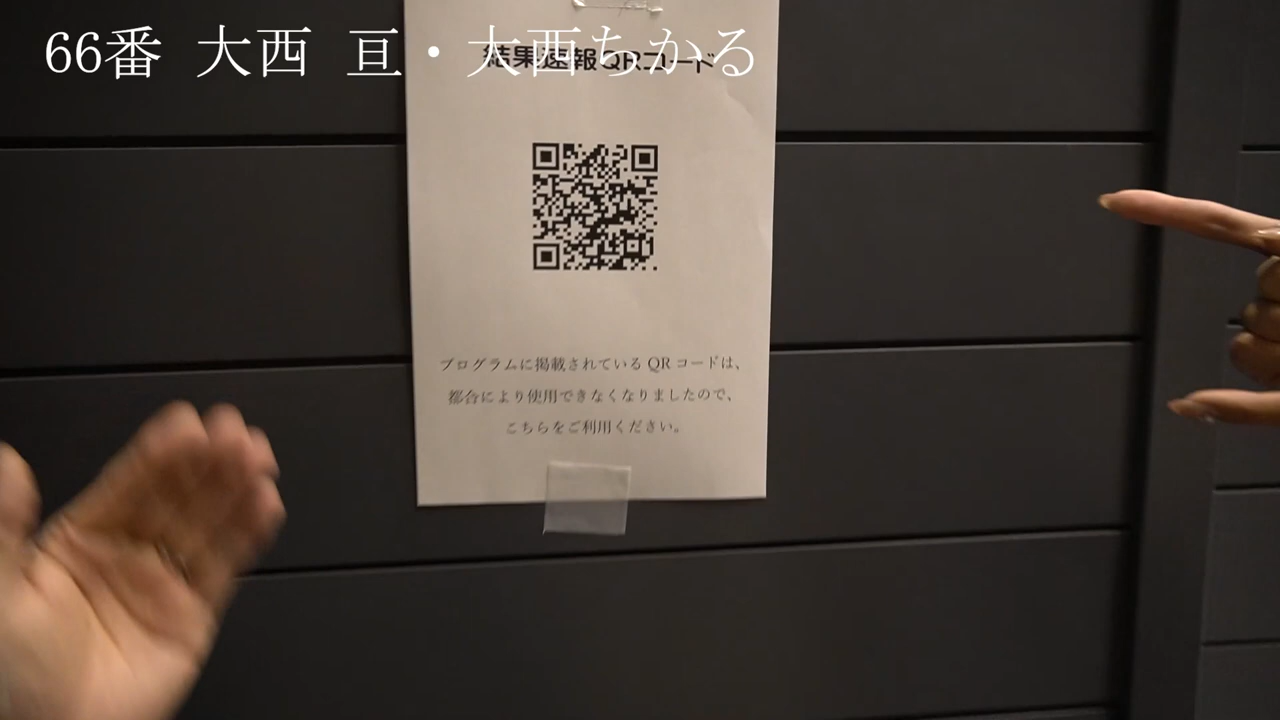 66番 大西 亘・大西ちかる
結果速報QRコード
プログラムに掲載されている QR コードは、
都合により使用できなくなりましたので、
こちらをご利用ください。